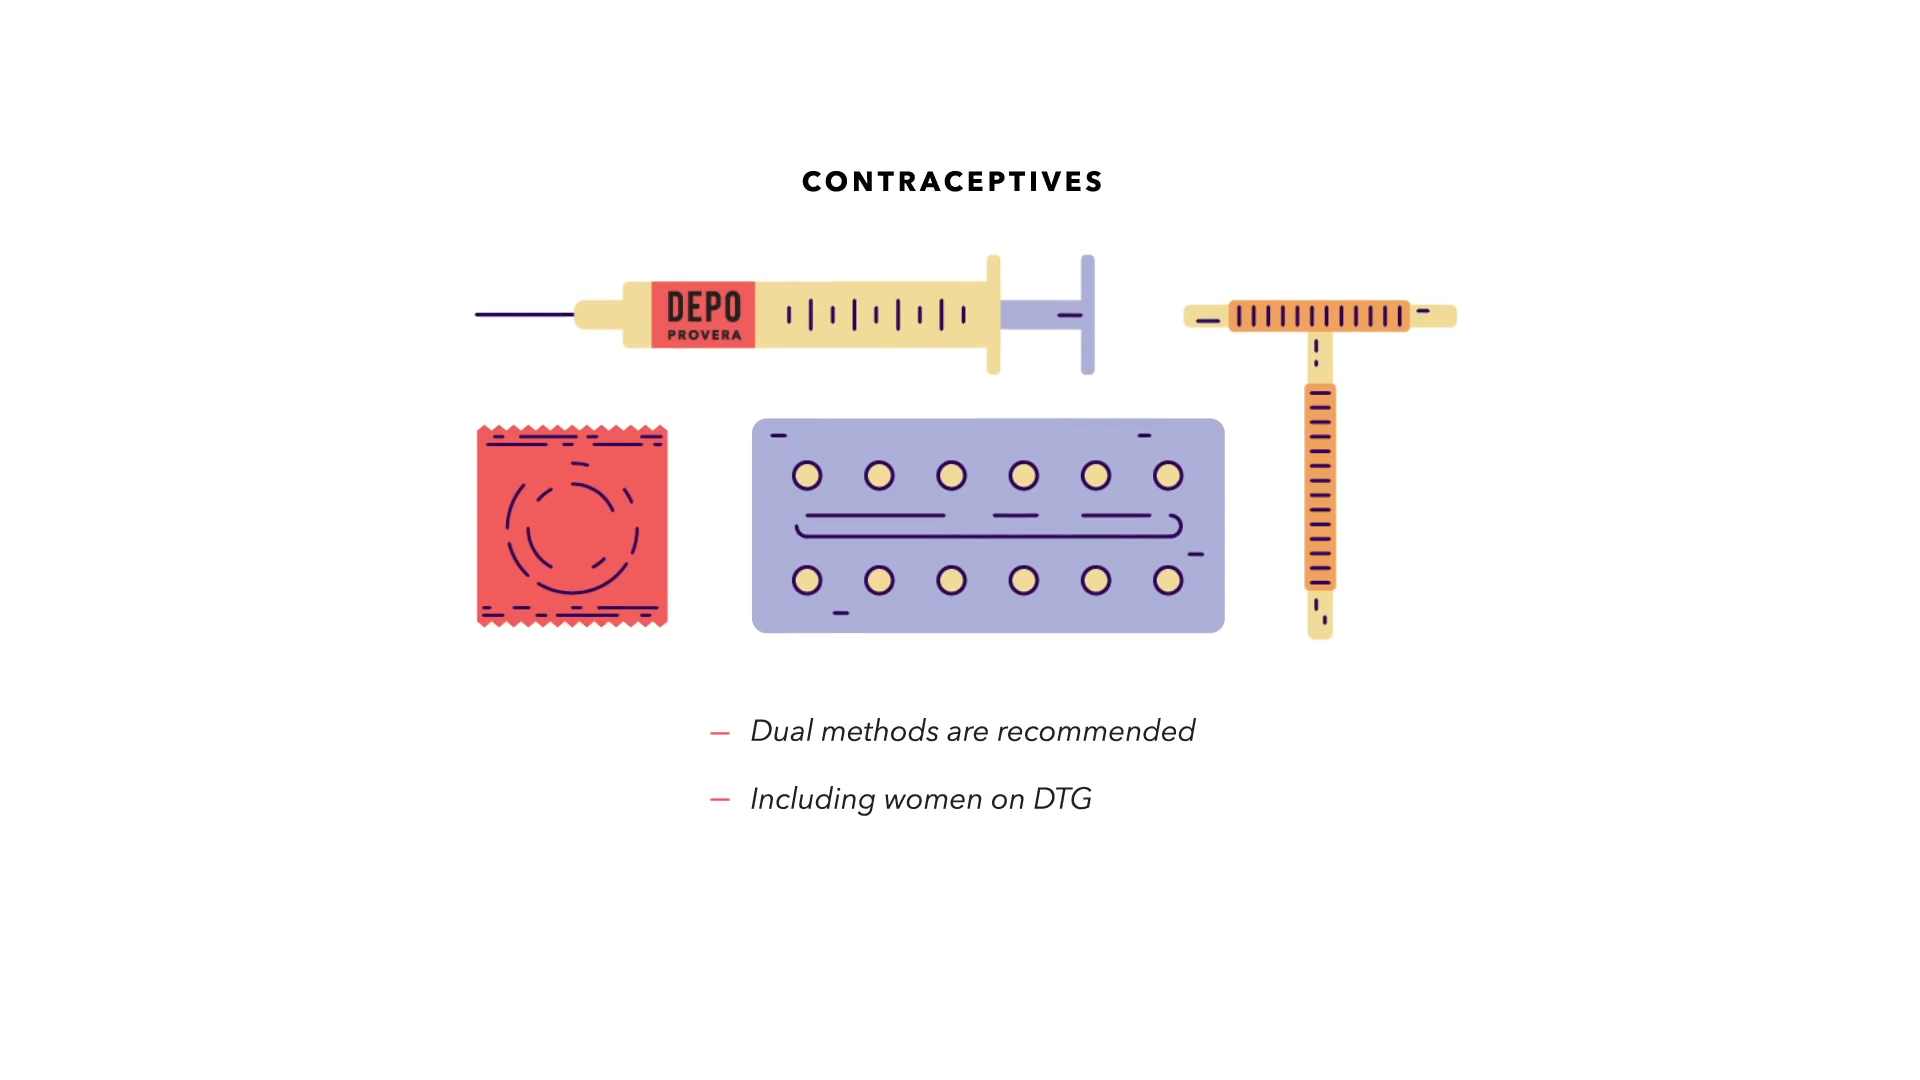 CONTRACEPTIVES
DEPO
PROVERA
– Dual methods are recommended
– Including women on DTG